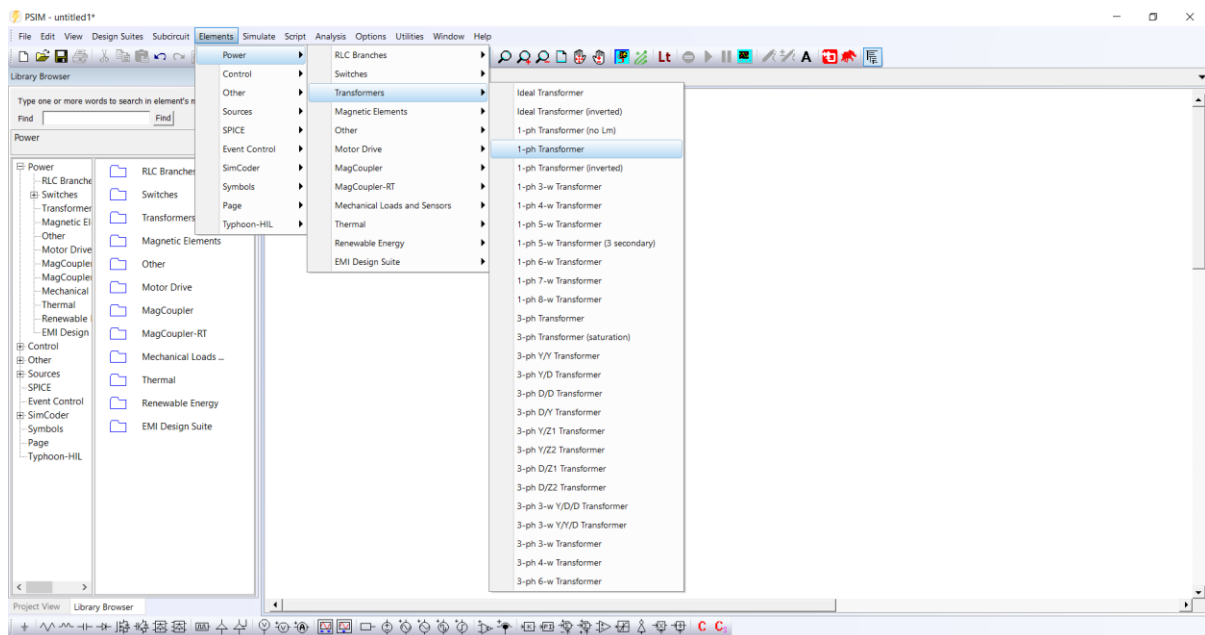 PSIM - untitled1*
File Edit View Design Suites Subcircuit Elements Simulate Script Analysis Options Utilities Window Help
Lt
A
Library Browser
Type one or more words to search in element's n
Find Find
Power
Power
RLC Branche
Switches
Transformer
Magnetic El
Other
Motor Drive
MagCoupler
MagCoupler
Mechanical
Thermal
Renewable
EMI Design
Control
Other
Sources
SPICE
Event Control
SimCoder
Symbols
Page
Typhoon-HIL
RLC Branches
Switches
Transformers
Magnetic Elements
Other
Motor Drive
MagCoupler
MagCoupler-RT
Mechanical Loads ...
Thermal
Renewable Energy
EMI Design Suite
Power
Control
Other
Sources
SPICE
Event Control
SimCoder
Symbols
Page
Typhoon-HIL
RLC Branches
Switches
Transformers
Magnetic Elements
Other
Motor Drive
MagCoupler
MagCoupler-RT
Mechanical Loads and Sensors
Thermal
Renewable Energy
EMI Design Suite
Ideal Transformer
Ideal Transformer (inverted)
1-ph Transformer (no Lm)
1-ph Transformer
1-ph Transformer (inverted)
1-ph 3-w Transformer
1-ph 4-w Transformer
1-ph 5-w Transformer
1-ph 5-w Transformer (3 secondary)
1-ph 6-w Transformer
1-ph 7-w Transformer
1-ph 8-w Transformer
3-ph Transformer
3-ph Transformer (saturation)
3-ph Y/Y Transformer
3-ph Y/D Transformer
3-ph D/D Transformer
3-ph D/Y Transformer
3-ph Y/Z1 Transformer
3-ph Y/Z2 Transformer
3-ph D/Z1 Transformer
3-ph D/Z2 Transformer
3-ph 3-w Y/D/D Transformer
3-ph 3-w Y/Y/D Transformer
3-ph 3-w Transformer
3-ph 4-w Transformer
3-ph 6-w Transformer
Project View Library Browser
C C